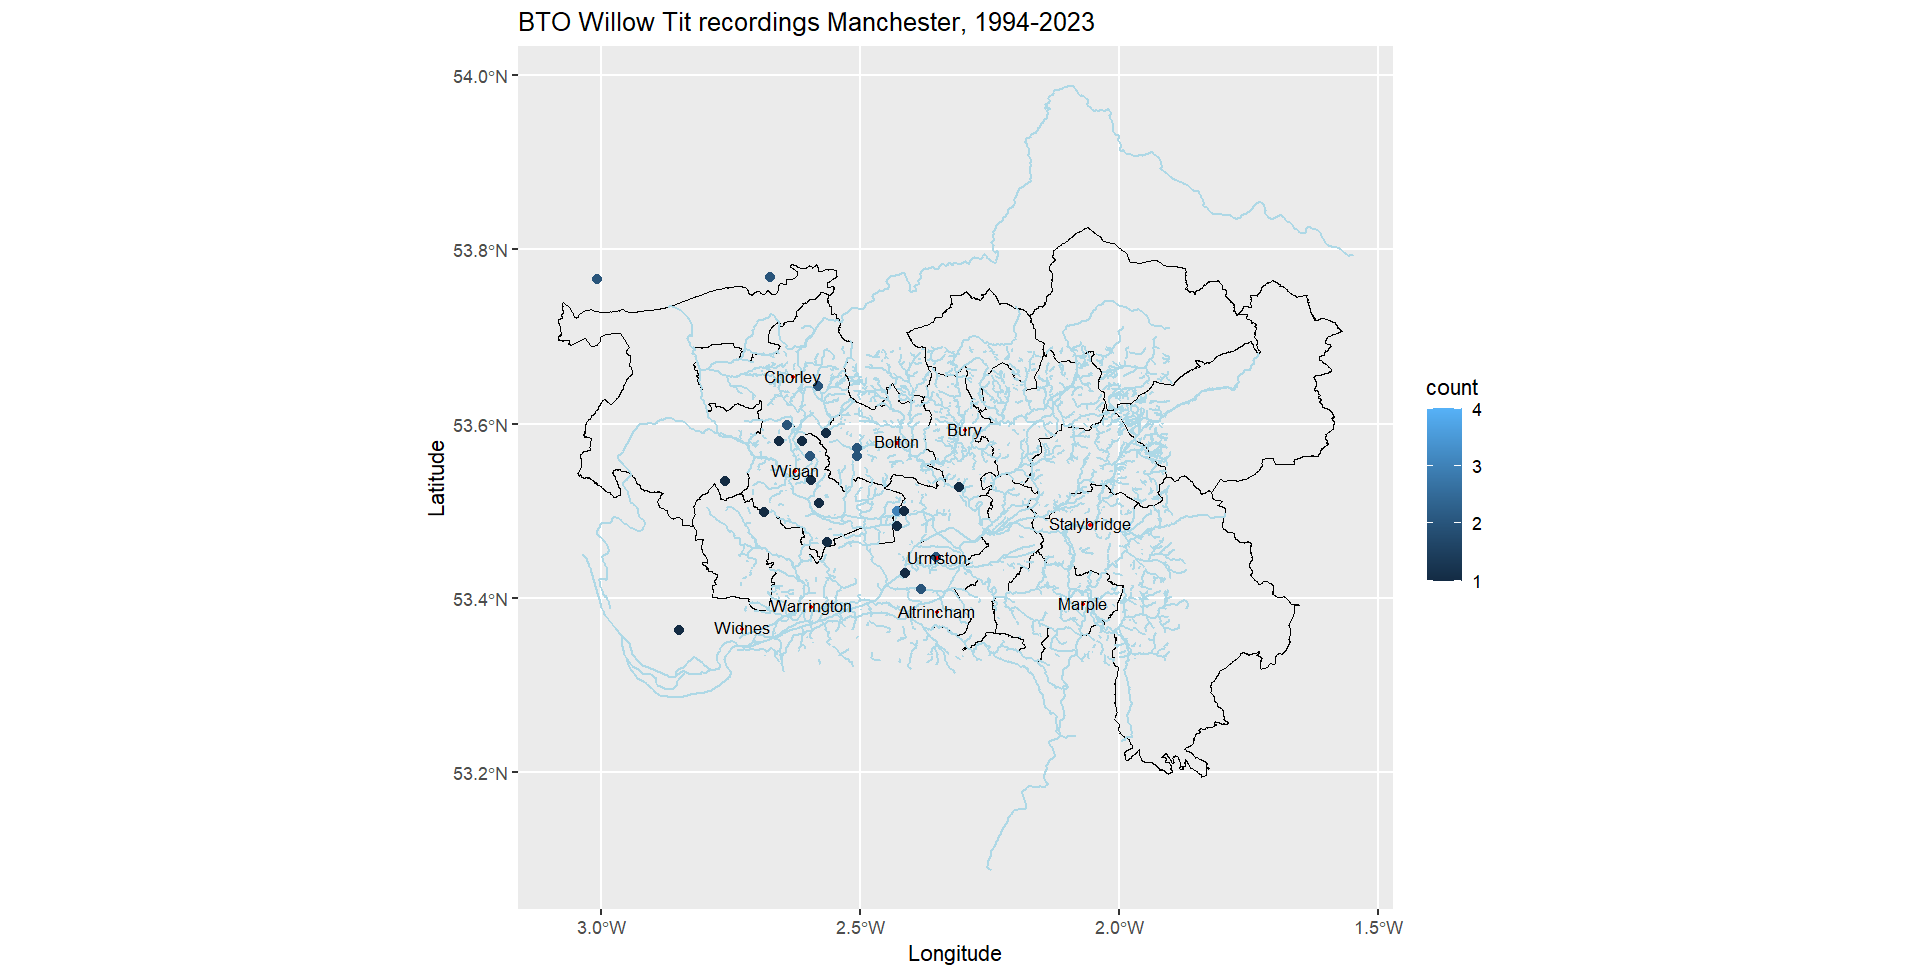 BTO Willow Tit recordings Manchester, 1994-2023
54.0°N
53.8°N
53.6°N
53.4°N
53.2°N
Latitude
Chorley
Bury
Bolton
Wigan
Stalybridge
Urmston
Warrington
Altrincham
Marple
Widnes
3.0°W
2.5°W
2.0°W
1.5°W
Longitude
count
4
3
2
1